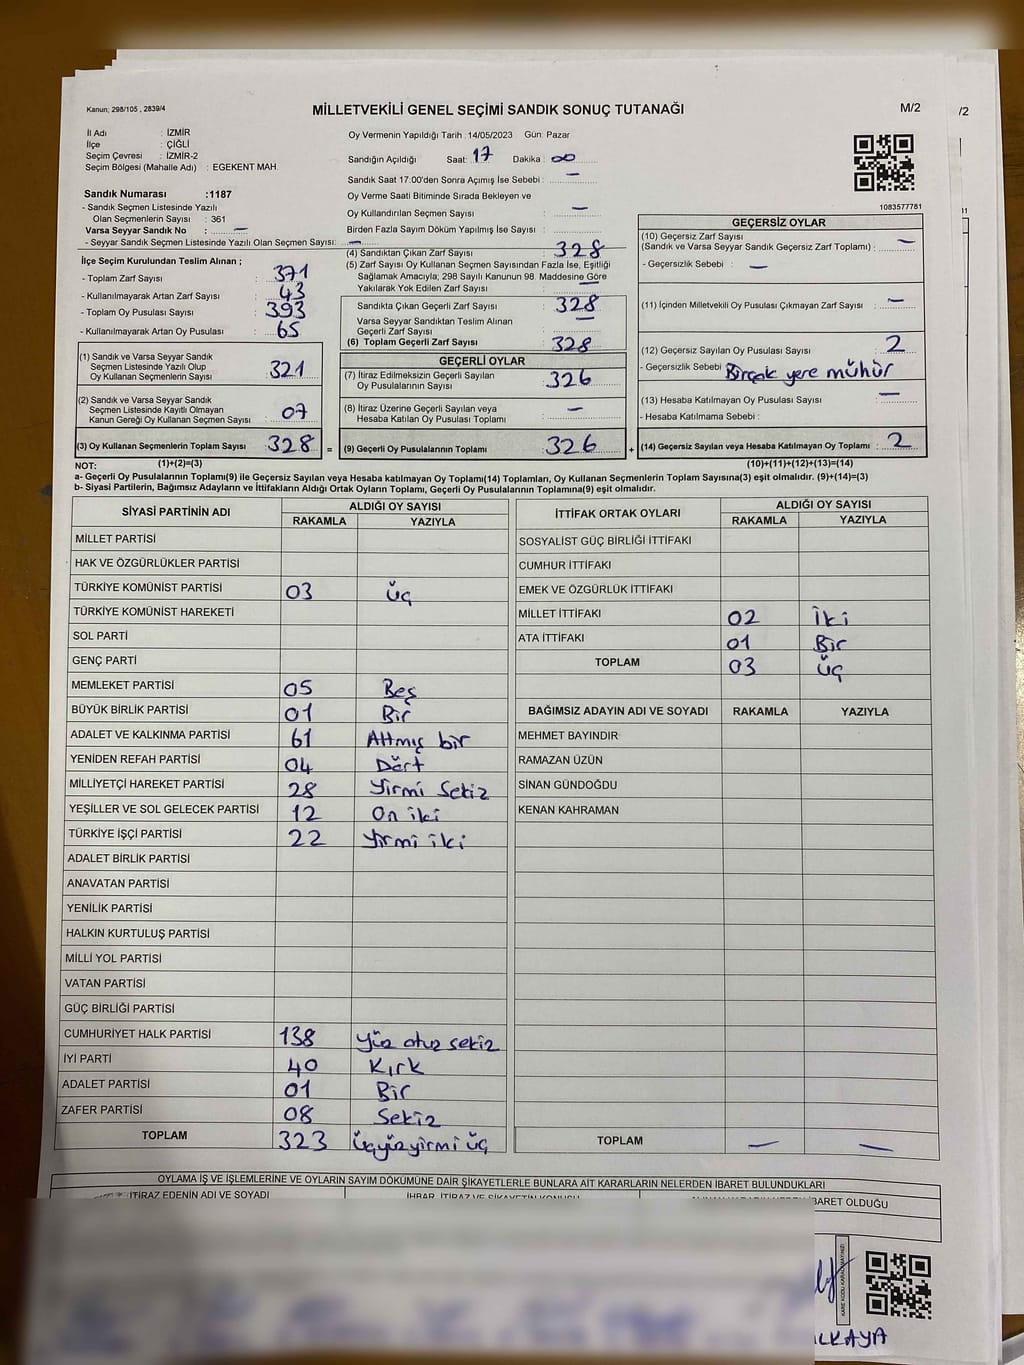 Kanun; 298/105 , 2839/4
MİLLETVEKİLİ GENEL SEÇİMİ SANDIK SONUÇ TUTANAĞI
M/2
/2
İl Adı : İZMİR
İlçe : ÇİĞLİ
Seçim Çevresi : İZMİR-2
Seçim Bölgesi (Mahalle Adı) : EGEKENT MAH.
Oy Vermenin Yapıldığı Tarih : 14/05/2023 Gün: Pazar
Sandığın Açıldığı Saat: 17 Dakika : 00
Sandık Saat 17.00'den Sonra Açılmış İse Sebebi : —
Oy Verme Saati Bitiminde Sırada Bekleyen ve
Oy Kullandırılan Seçmen Sayısı : —
Birden Fazla Sayım Döküm Yapılmış İse Sayısı :
1083577781
Sandık Numarası :1187
- Sandık Seçmen Listesinde Yazılı
Olan Seçmenlerin Sayısı : 361
Varsa Seyyar Sandık No : —
- Seyyar Sandık Seçmen Listesinde Yazılı Olan Seçmen Sayısı: —
İlçe Seçim Kurulundan Teslim Alınan ;
- Toplam Zarf Sayısı : 371
- Kullanılmayarak Artan Zarf Sayısı : 43
- Toplam Oy Pusulası Sayısı : 393
- Kullanılmayarak Artan Oy Pusulası : 65
(1) Sandık ve Varsa Seyyar Sandık
Seçmen Listesinde Yazılı Olup
Oy Kullanan Seçmenlerin Sayısı : 321
(2) Sandık ve Varsa Seyyar Sandık
Seçmen Listesinde Kayıtlı Olmayan
Kanun Gereği Oy Kullanan Seçmen Sayısı : 07
(3) Oy Kullanan Seçmenlerin Toplam Sayısı : 328 =
(4) Sandıktan Çıkan Zarf Sayısı : 328
(5) Zarf Sayısı Oy Kullanan Seçmen Sayısından Fazla İse, Eşitliği
Sağlamak Amacıyla; 298 Sayılı Kanunun 98. Maddesine Göre
Yakılarak Yok Edilen Zarf Sayısı : —
Sandıkta Çıkan Geçerli Zarf Sayısı : 328
Varsa Seyyar Sandıktan Teslim Alınan
Geçerli Zarf Sayısı : —
(6) Toplam Geçerli Zarf Sayısı : 328
GEÇERLİ OYLAR
(7) İtiraz Edilmeksizin Geçerli Sayılan
Oy Pusulalarının Sayısı : 326
(8) İtiraz Üzerine Geçerli Sayılan veya
Hesaba Katılan Oy Pusulası Toplamı : —
(9) Geçerli Oy Pusulalarının Toplamı : 326 +
GEÇERSİZ OYLAR
(10) Geçersiz Zarf Sayısı
(Sandık ve Varsa Seyyar Sandık Geçersiz Zarf Toplamı) : —
- Geçersizlik Sebebi : —
(11) İçinden Milletvekili Oy Pusulası Çıkmayan Zarf Sayısı : —
(12) Geçersiz Sayılan Oy Pusulası Sayısı : 2
- Geçersizlik Sebebi : Birçok yere mühür
(13) Hesaba Katılmayan Oy Pusulası Sayısı : —
- Hesaba Katılmama Sebebi :
(14) Geçersiz Sayılan veya Hesaba Katılmayan Oy Toplamı : 2
NOT: (1)+(2)=(3) (10)+(11)+(12)+(13)=(14)
a- Geçerli Oy Pusulalarının Toplamı(9) ile Geçersiz Sayılan veya Hesaba katılmayan Oy Toplamı(14) Toplamları, Oy Kullanan Seçmenlerin Toplam Sayısına(3) eşit olmalıdır. (9)+(14)=(3)
b- Siyasi Partilerin, Bağımsız Adayların ve İttifakların Aldığı Ortak Oyların Toplamı, Geçerli Oy Pusulalarının Toplamına(9) eşit olmalıdır.
SİYASİ PARTİNİN ADI
ALDIĞI OY SAYISI
RAKAMLA YAZIYLA
MİLLET PARTİSİ
HAK VE ÖZGÜRLÜKLER PARTİSİ
TÜRKİYE KOMÜNİST PARTİSİ 03 Üç
TÜRKİYE KOMÜNİST HAREKETİ
SOL PARTİ
GENÇ PARTİ
MEMLEKET PARTİSİ 05 Beş
BÜYÜK BİRLİK PARTİSİ 01 Bir
ADALET VE KALKINMA PARTİSİ 61 Altmış bir
YENİDEN REFAH PARTİSİ 04 Dört
MİLLİYETÇİ HAREKET PARTİSİ 28 Yirmi Sekiz
YEŞİLLER VE SOL GELECEK PARTİSİ 12 On iki
TÜRKİYE İŞÇİ PARTİSİ 22 Yirmi iki
ADALET BİRLİK PARTİSİ
ANAVATAN PARTİSİ
YENİLİK PARTİSİ
HALKIN KURTULUŞ PARTİSİ
MİLLİ YOL PARTİSİ
VATAN PARTİSİ
GÜÇ BİRLİĞİ PARTİSİ
CUMHURİYET HALK PARTİSİ 138 Yüz otuz sekiz
İYİ PARTİ 40 Kırk
ADALET PARTİSİ 01 Bir
ZAFER PARTİSİ 08 Sekiz
TOPLAM 323 Üçyüzyirmi üç
İTTİFAK ORTAK OYLARI
ALDIĞI OY SAYISI
RAKAMLA YAZIYLA
SOSYALİST GÜÇ BİRLİĞİ İTTİFAKI
CUMHUR İTTİFAKI
EMEK VE ÖZGÜRLÜK İTTİFAKI
MİLLET İTTİFAKI 02 İki
ATA İTTİFAKI 01 Bir
TOPLAM 03 Üç
BAĞIMSIZ ADAYIN ADI VE SOYADI RAKAMLA YAZIYLA
MEHMET BAYINDIR
RAMAZAN ÜZÜN
SİNAN GÜNDOĞDU
KENAN KAHRAMAN
TOPLAM — —
OYLAMA İŞ VE İŞLEMLERİNE VE OYLARIN SAYIM DÖKÜMÜNE DAİR ŞİKAYETLERLE BUNLARA AİT KARARLARIN NELERDEN İBARET BULUNDUKLARI
İTİRAZ EDENİN ADI VE SOYADI
İHBAR, İTİRAZ VE ŞİKAYETİN KONUSU
İBARET OLDUĞU